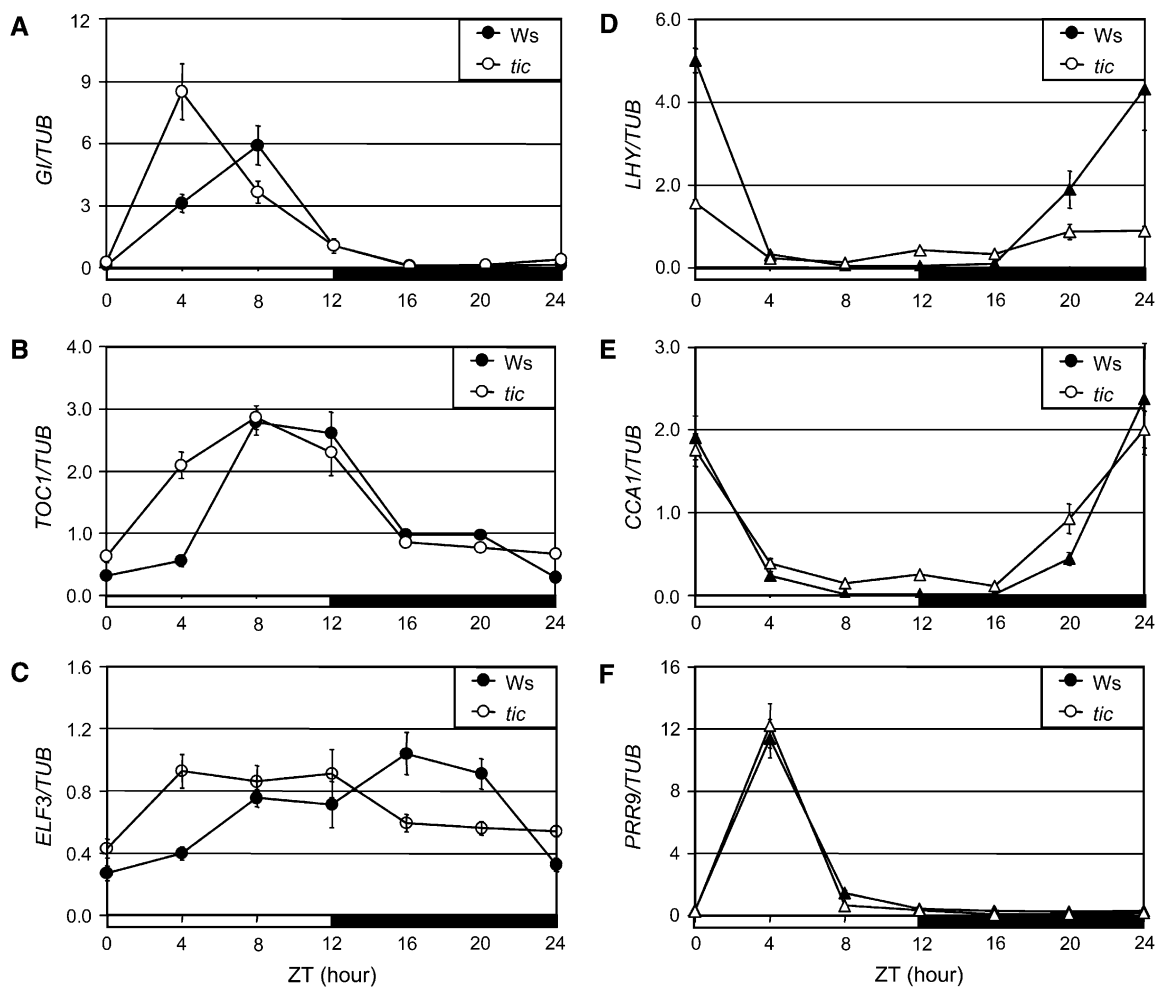 A
GI/TUB
12
9
6
3
0
Ws
tic
0 4 8 12 16 20 24
B
TOC1/TUB
4.0
3.0
2.0
1.0
0.0
Ws
tic
0 4 8 12 16 20 24
C
ELF3/TUB
1.6
1.2
0.8
0.4
0.0
Ws
tic
0 4 8 12 16 20 24
ZT (hour)
D
LHY/TUB
6.0
4.0
2.0
0.0
Ws
tic
0 4 8 12 16 20 24
E
CCA1/TUB
3.0
2.0
1.0
0.0
Ws
tic
0 4 8 12 16 20 24
F
PRR9/TUB
16
12
8
4
0
Ws
tic
0 4 8 12 16 20 24
ZT (hour)